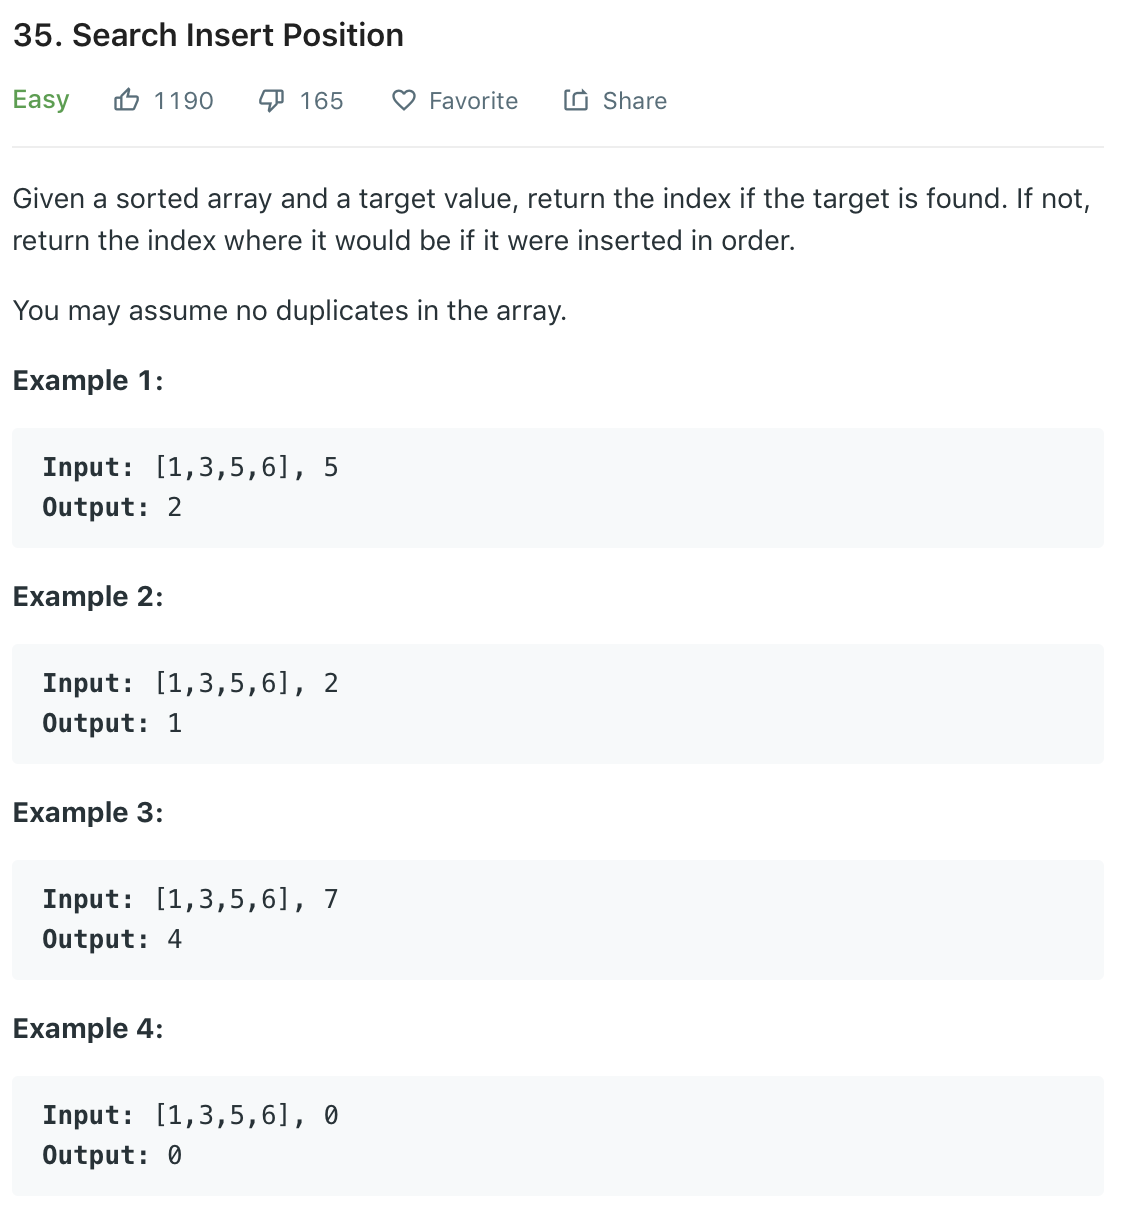 35. Search Insert Position
Easy 1190 165 Favorite Share
Given a sorted array and a target value, return the index if the target is found. If not,
return the index where it would be if it were inserted in order.
You may assume no duplicates in the array.
Example 1:
Input: [1,3,5,6], 5
Output: 2
Example 2:
Input: [1,3,5,6], 2
Output: 1
Example 3:
Input: [1,3,5,6], 7
Output: 4
Example 4:
Input: [1,3,5,6], 0
Output: 0